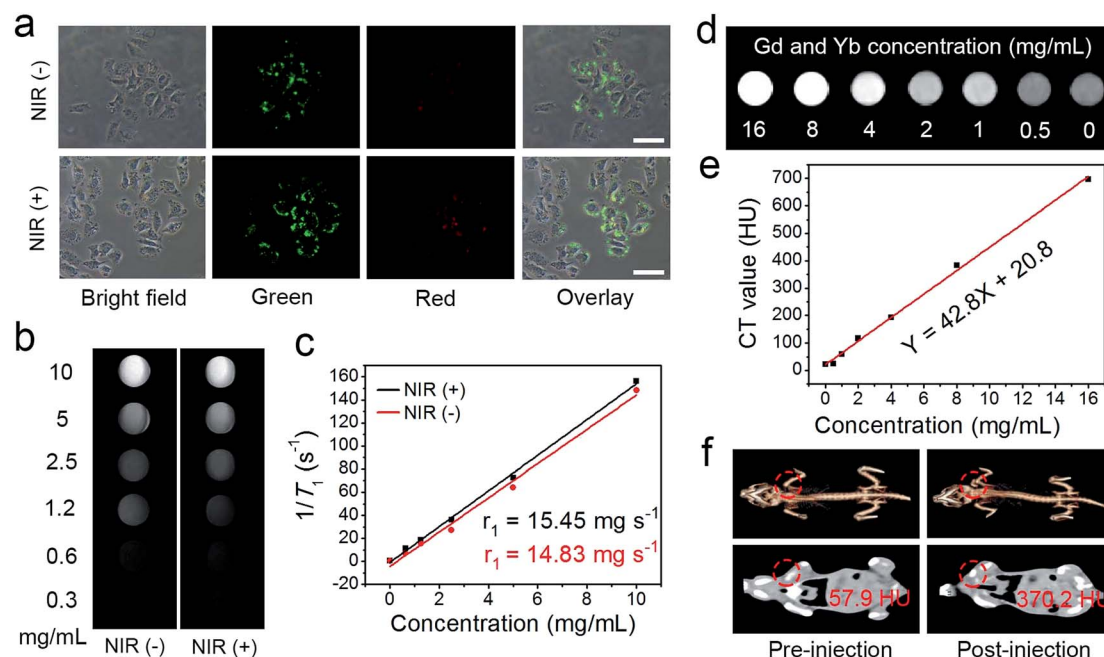 a
NIR (-)
NIR (+)
Bright field
Green
Red
Overlay
b
10
5
2.5
1.2
0.6
0.3
mg/mL
NIR (-)
NIR (+)
c
160
140
120
100
80
60
40
20
0
-20
0
2
4
6
8
10
1/T₁ (s⁻¹)
NIR (+)
NIR (-)
r₁ = 15.45 mg s⁻¹
r₁ = 14.83 mg s⁻¹
Concentration (mg/mL)
d
Gd and Yb concentration (mg/mL)
16 8 4 2 1 0.5 0
e
700
600
500
400
300
200
100
0
0 2 4 6 8 10 12 14 16
CT value (HU)
Y = 42.8X + 20.8
Concentration (mg/mL)
f
57.9 HU
370.2 HU
Pre-injection
Post-injection